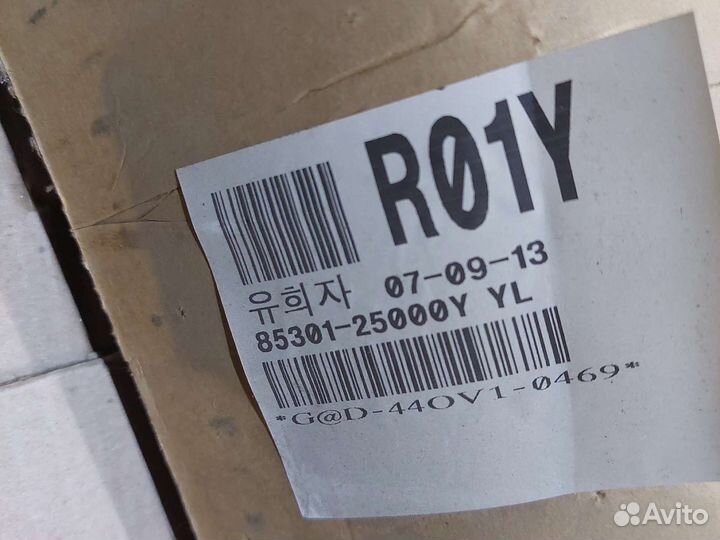 R01Y
유희자 07-09-13
85301-25000Y YL
*G@D-44OV1-0469*
Avito